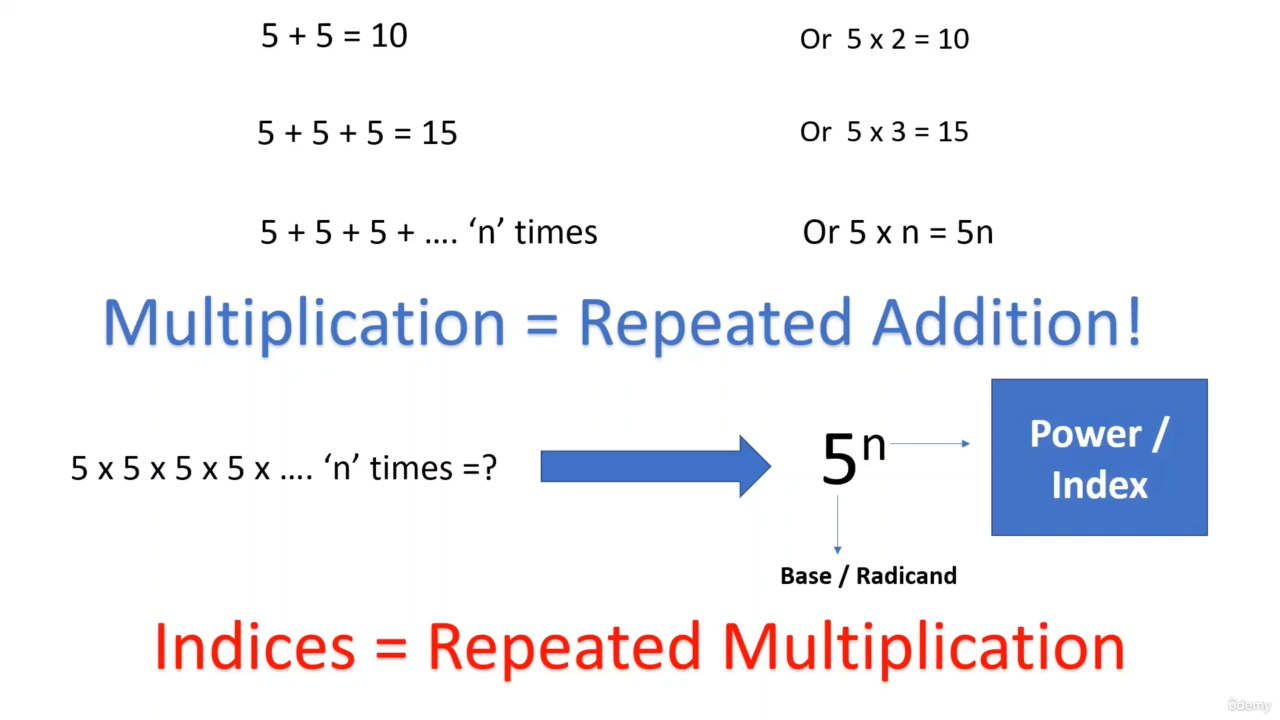 5 + 5 = 10
Or 5 x 2 = 10
5 + 5 + 5 = 15
Or 5 x 3 = 15
5 + 5 + 5 + .... ‘n’ times
Or 5 x n = 5n
Multiplication = Repeated Addition!
5 x 5 x 5 x 5 x .... ‘n’ times =?
5ⁿ
Power /
Index
Base / Radicand
Indices = Repeated Multiplication
ûdemy